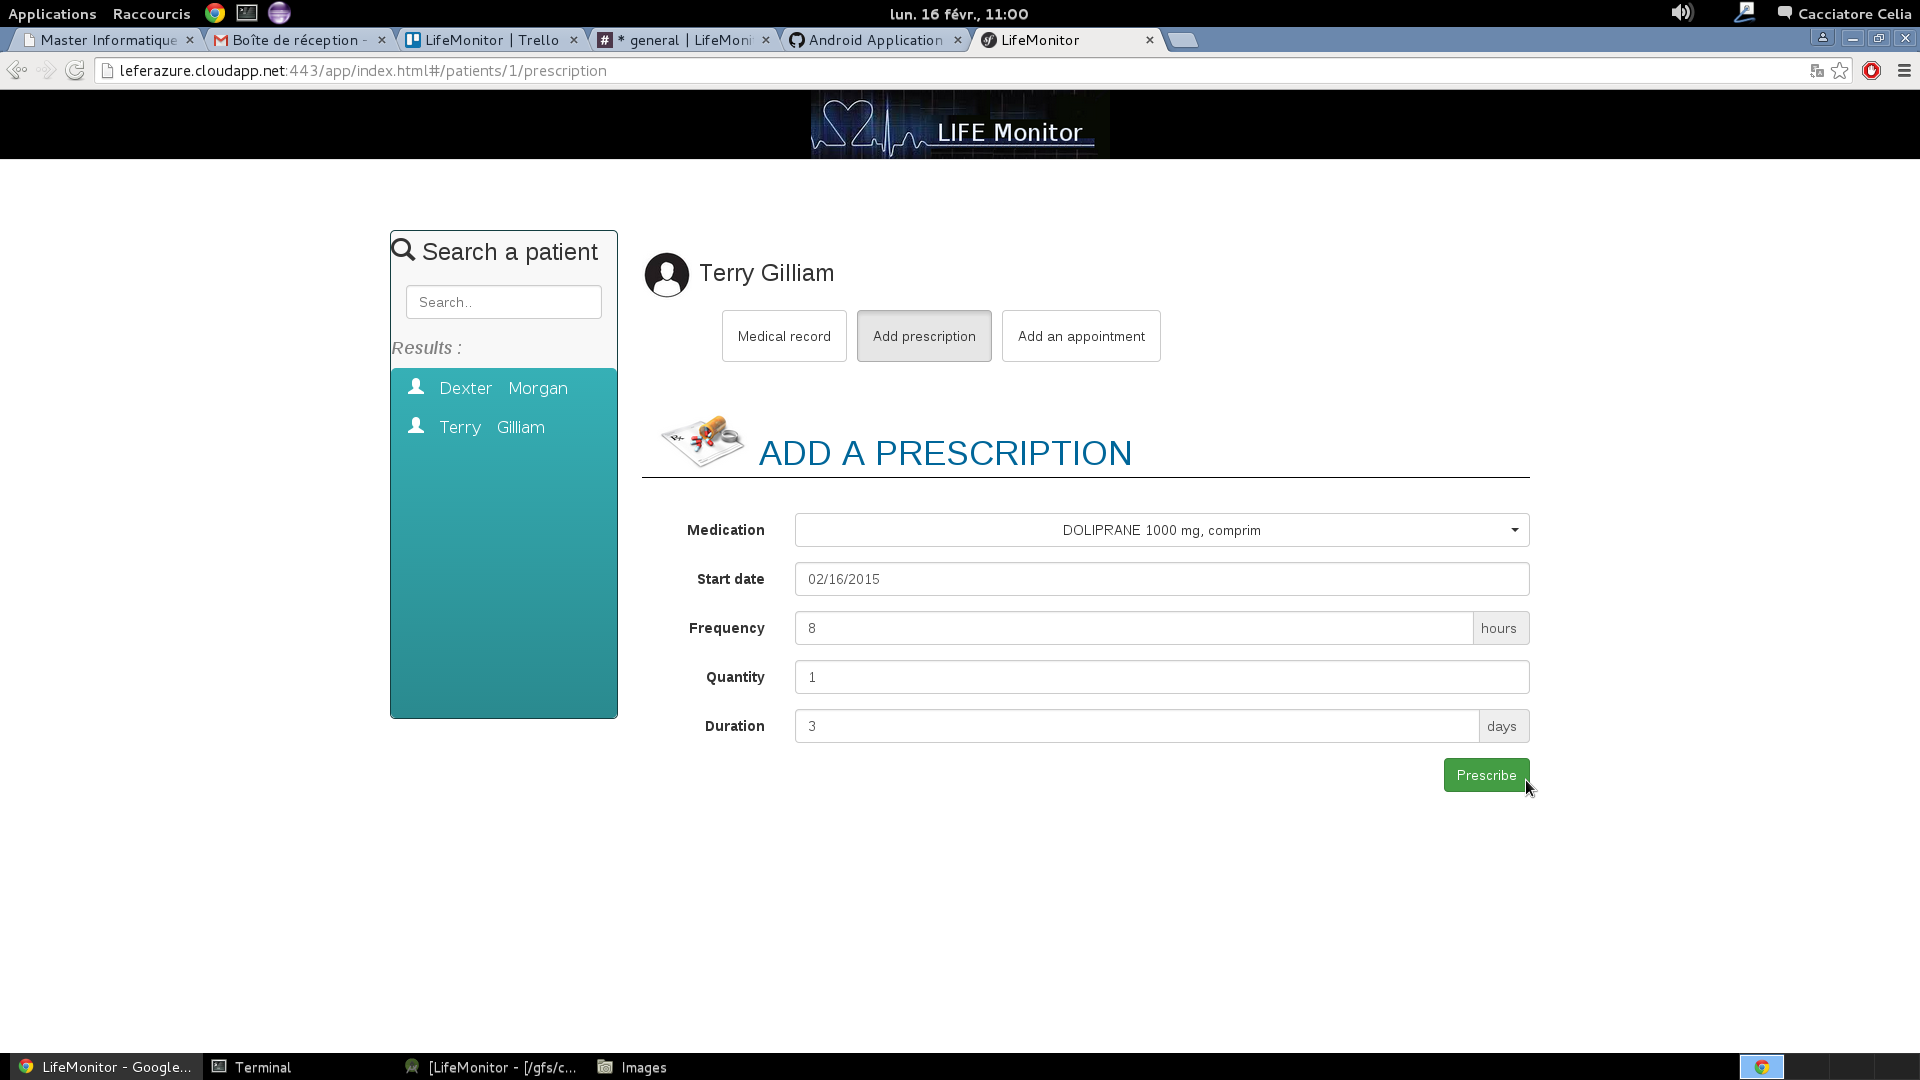 Applications Raccourcis lun. 16 févr., 11:00 Cacciatore Celia
Master Informatique Boîte de réception - LifeMonitor | Trello # * general | LifeMoni Android Application LifeMonitor
leferazure.cloudapp.net:443/app/index.html#/patients/1/prescription
LIFE Monitor
Search a patient
Search..
Results :
Dexter Morgan
Terry Gilliam
Terry Gilliam
Medical record Add prescription Add an appointment
ADD A PRESCRIPTION
Medication DOLIPRANE 1000 mg, comprim
Start date 02/16/2015
Frequency 8 hours
Quantity 1
Duration 3 days
Prescribe
LifeMonitor - Google... Terminal [LifeMonitor - [/gfs/c... Images